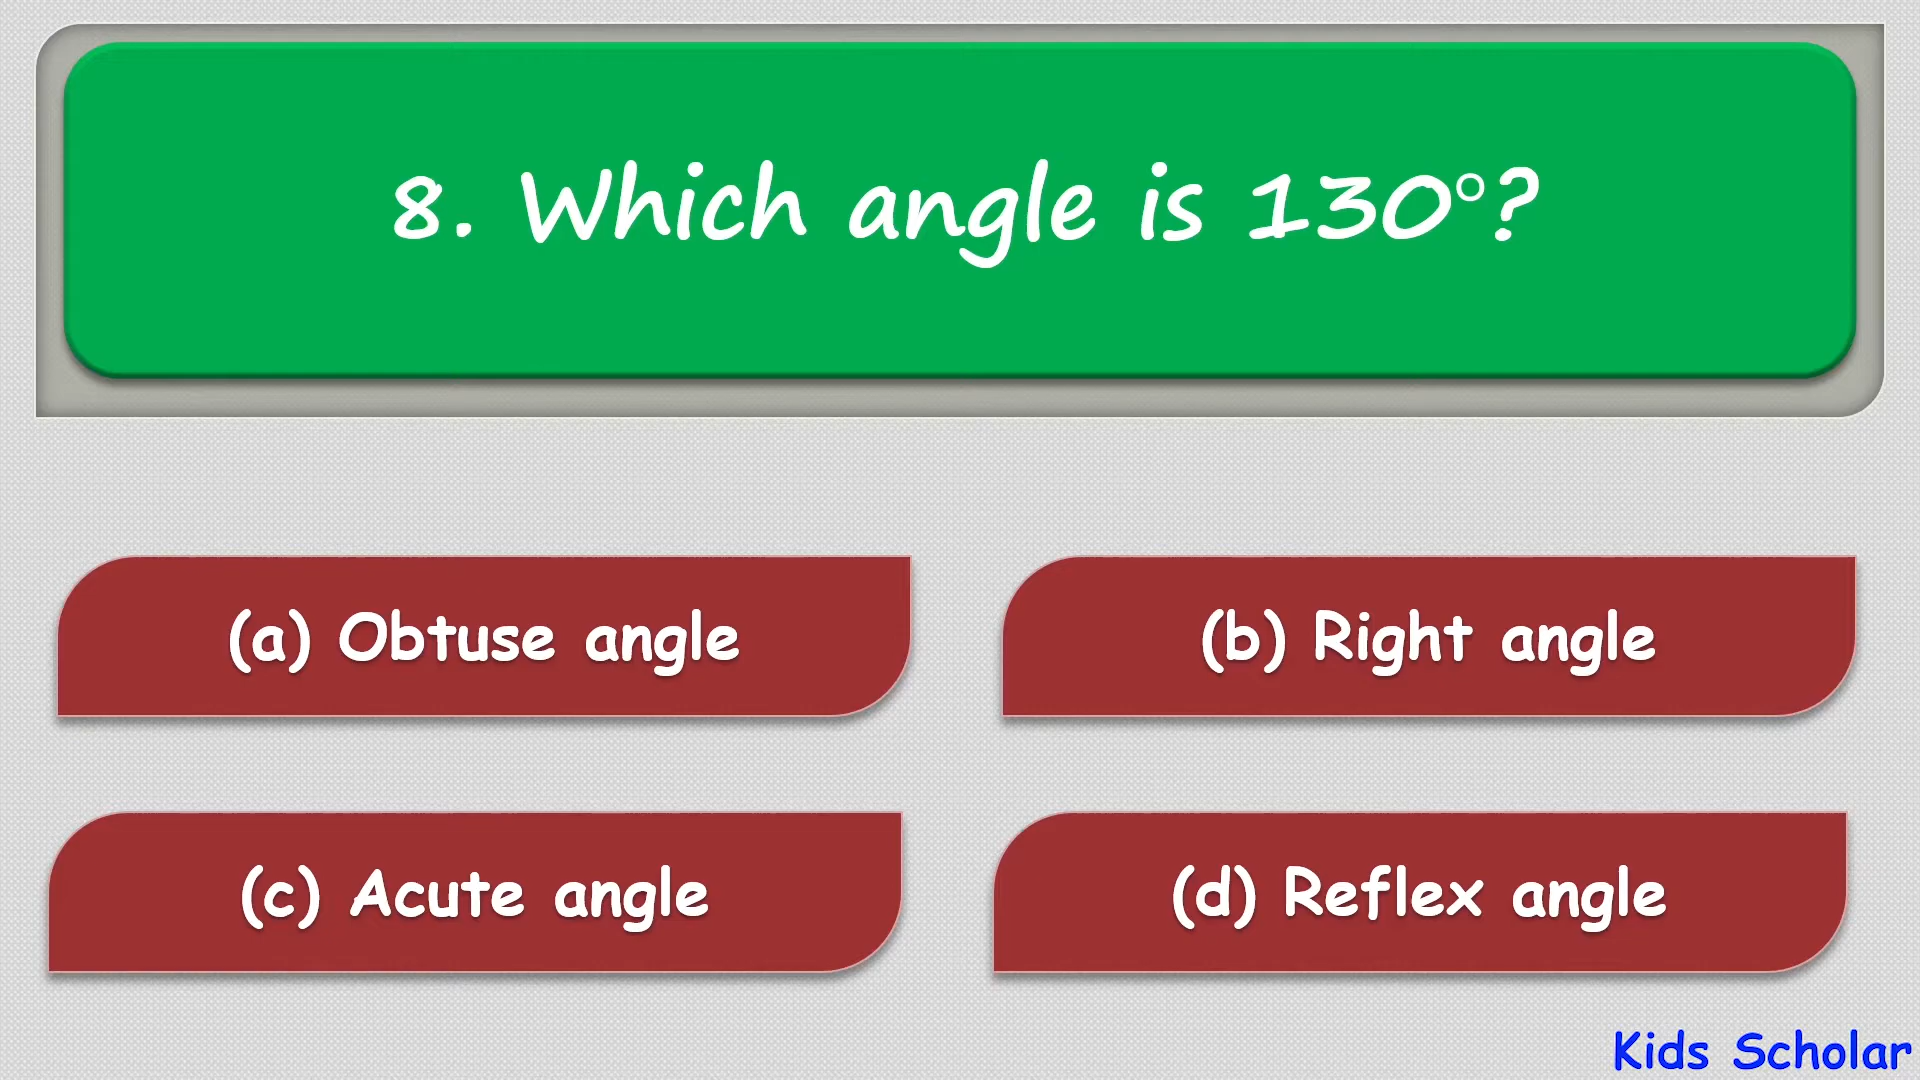 8. Which angle is 130°?
(a) Obtuse angle
(b) Right angle
(c) Acute angle
(d) Reflex angle
Kids Scholar